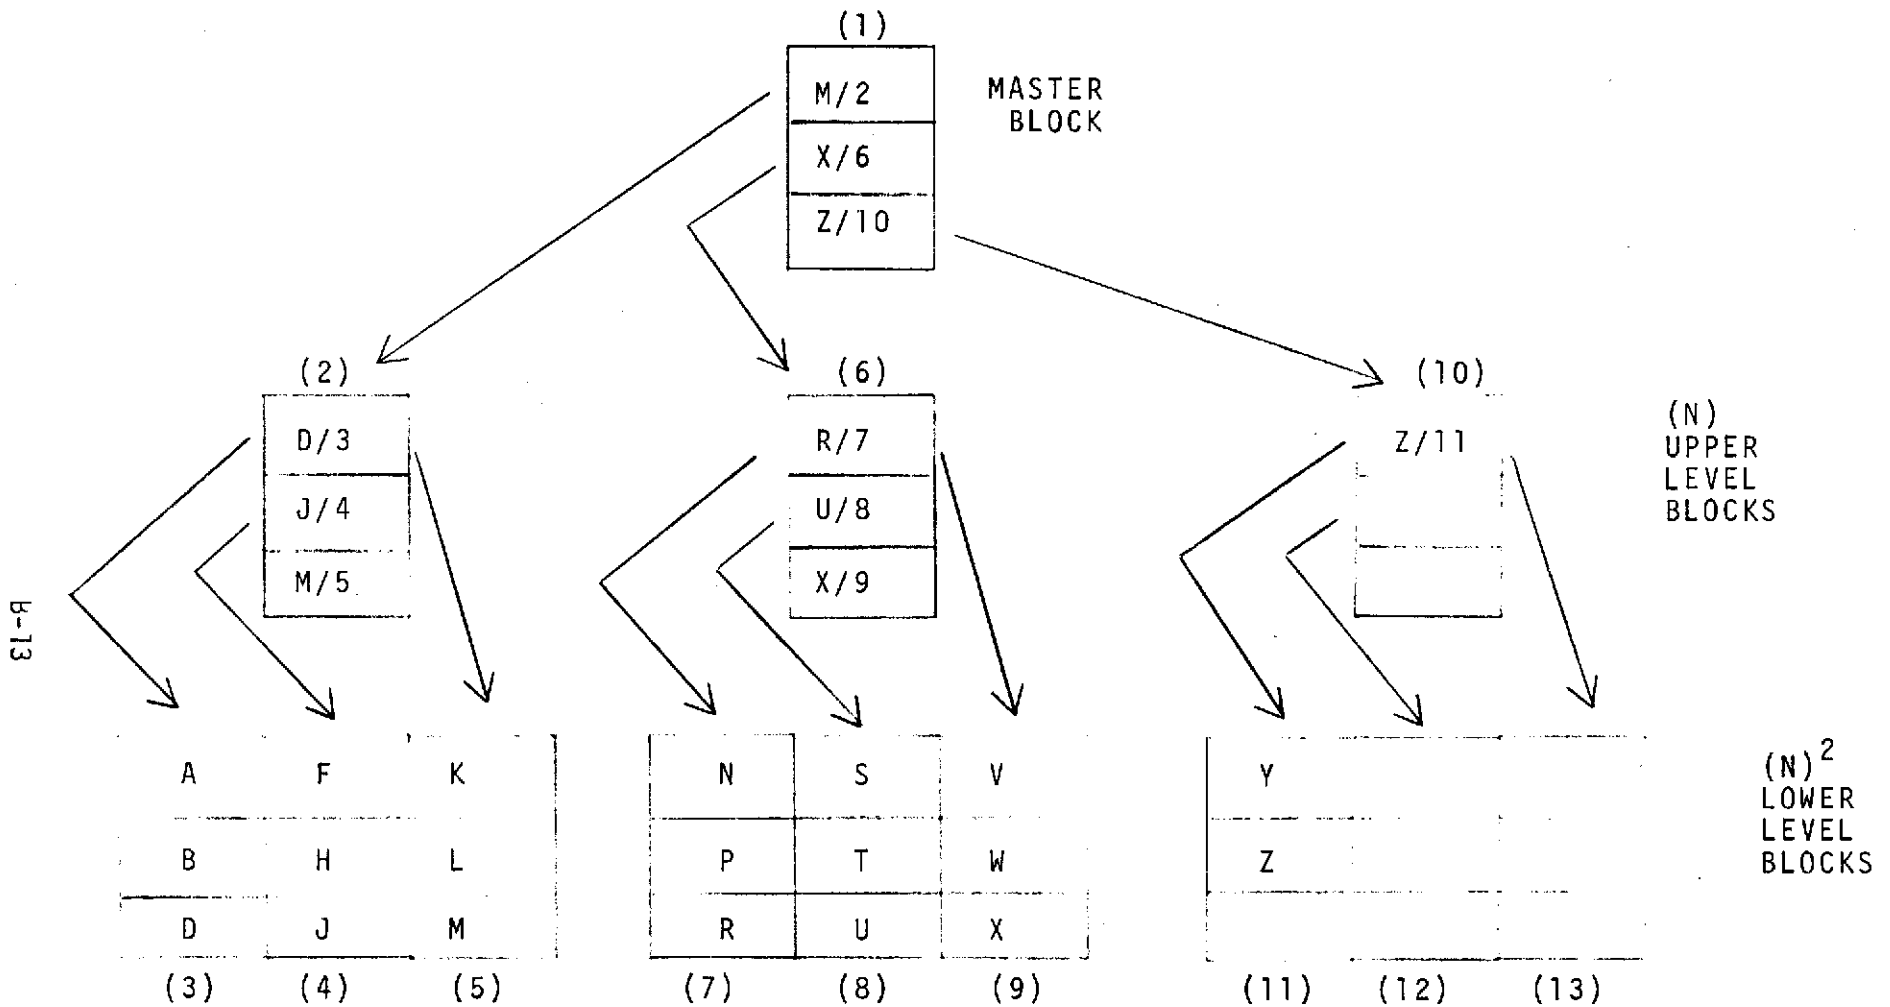 (1)
M/2
X/6
Z/10
MASTER
BLOCK
(2)
D/3
J/4
M/5
(6)
R/7
U/8
X/9
(10)
Z/11
(N)
UPPER
LEVEL
BLOCKS
A F K
B H L
D J M
(3) (4) (5)
N S V
P T W
R U X
(7) (8) (9)
Y
Z
(11) (12) (13)
(N)²
LOWER
LEVEL
BLOCKS
B-13